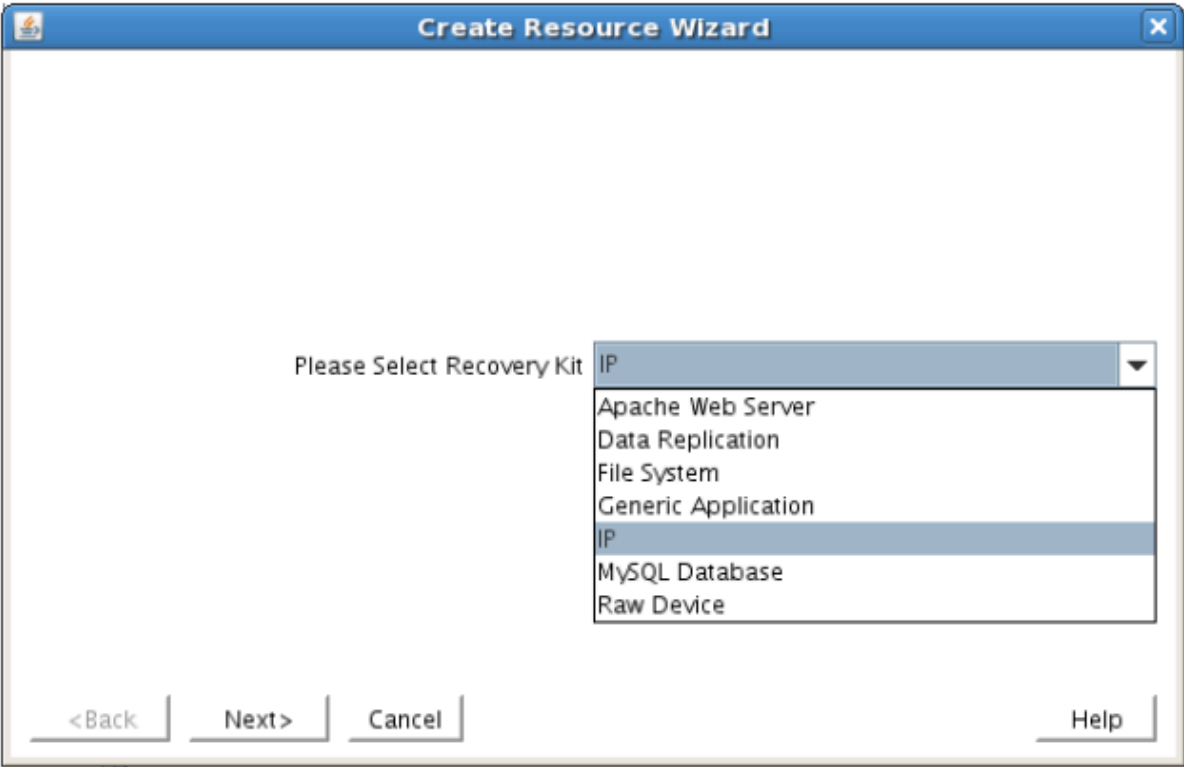 Create Resource Wizard
Please Select Recovery Kit IP
Apache Web Server
Data Replication
File System
Generic Application
IP
MySQL Database
Raw Device
<Back Next> Cancel Help